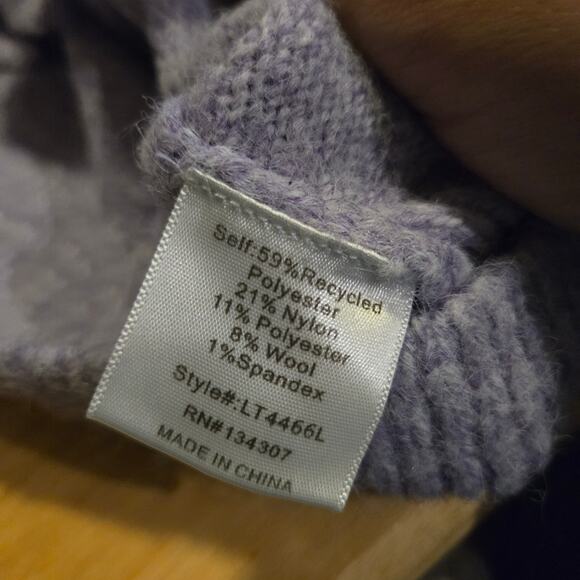 Self:59%Recycled
Polyester
21% Nylon
11% Polyester
8% Wool
1%Spandex
Style#:LT4466L
RN#134307
MADE IN CHINA